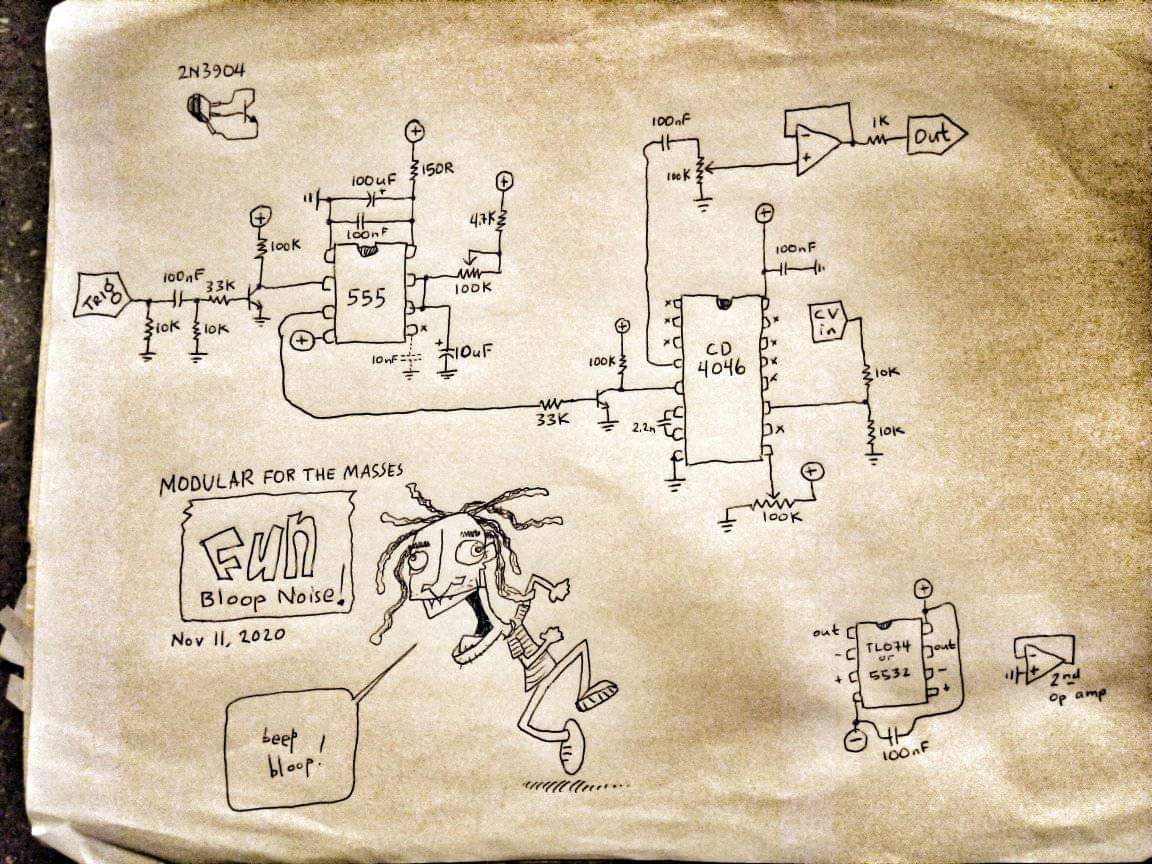 2N3904
+
150R
100uF
+
100nF
+
100K
+
4.7K
100K
TRIG
100nF
33K
10K
10K
555
+
x
10nF
+
10uF
33K
+
100K
100nF
100K
-
+
1K
Out
+
100nF
CV
in
CD
4046
x
x
x
x
x
x
x
x
2.2n
10K
10K
+
100K
MODULAR FOR THE MASSES
Fun
Bloop Noise!
Nov 11, 2020
beep
bloop!
+
out
-
+
TL074
or
5532
out
-
+
-
100nF
-
+
2nd
op amp